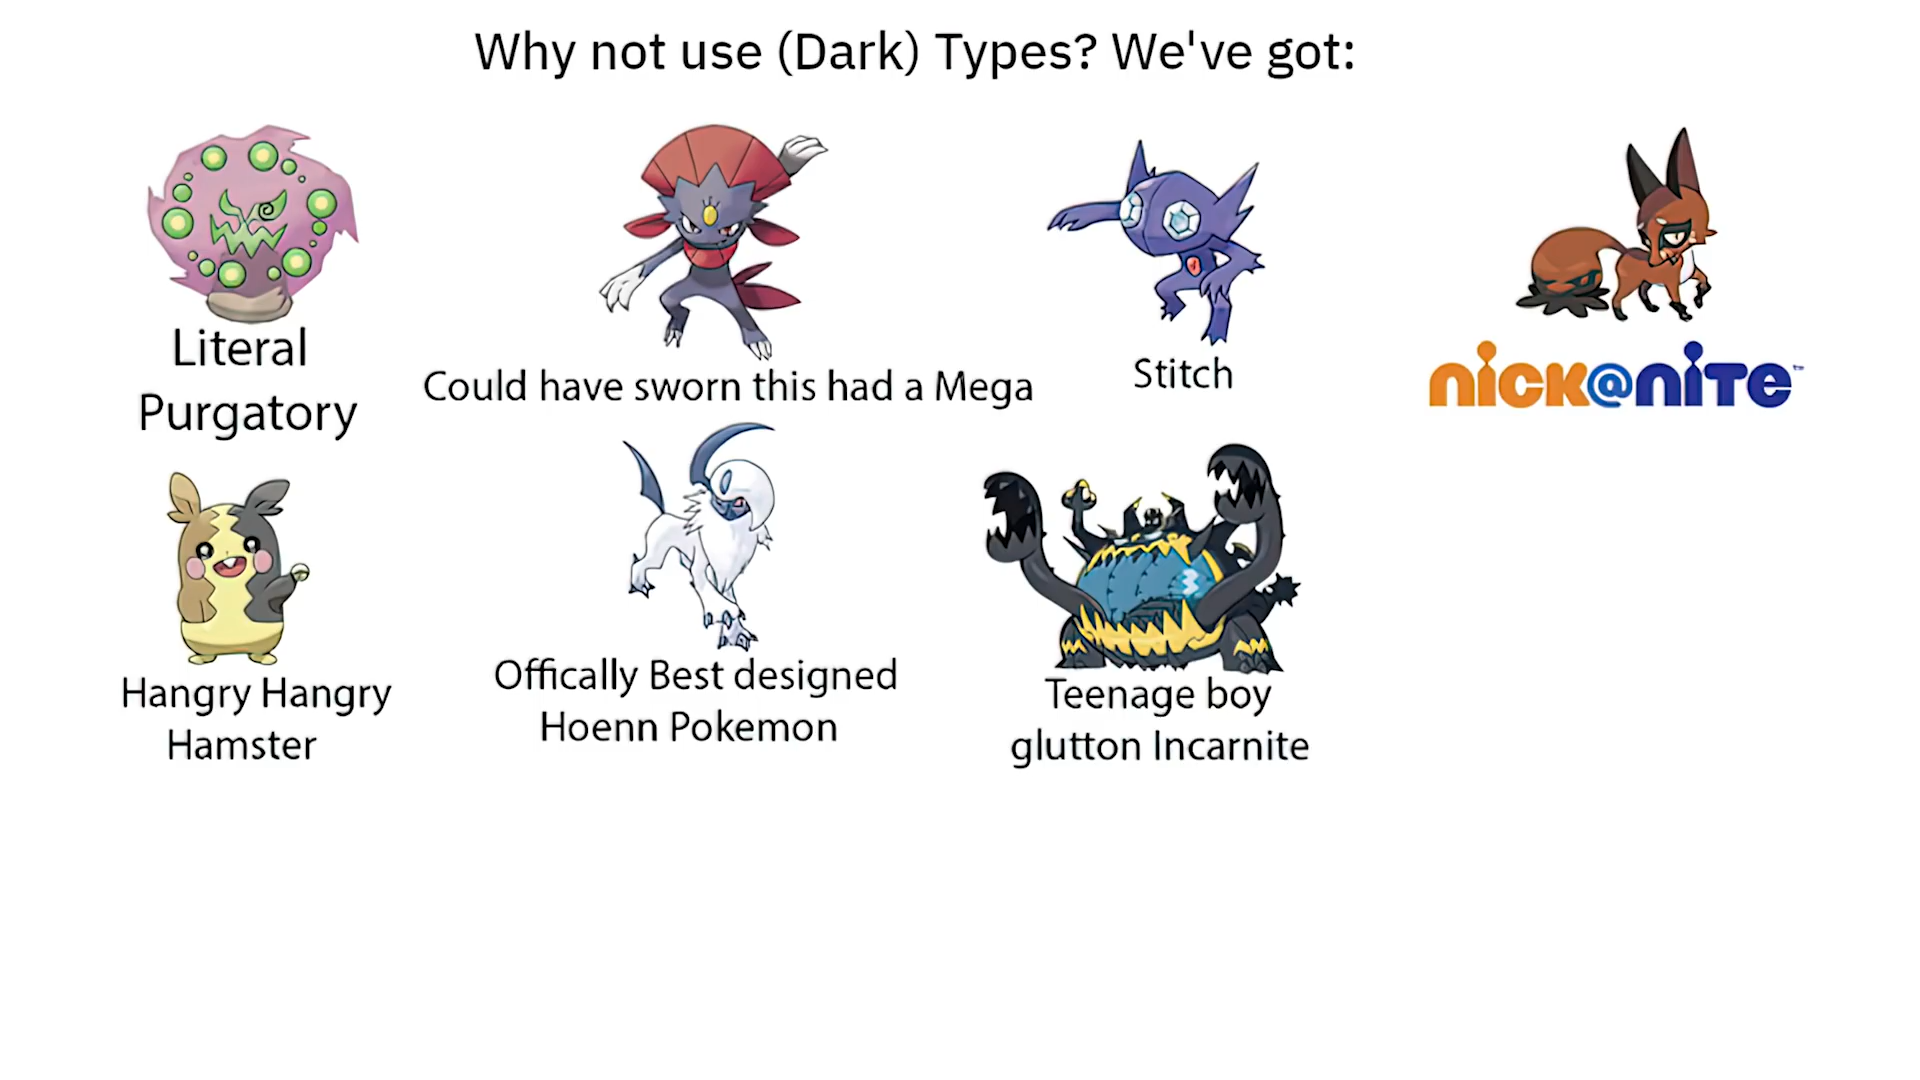 Why not use (Dark) Types? We've got:
Literal
Purgatory
Could have sworn this had a Mega
Stitch
nick@nite™
Hangry Hangry
Hamster
Offically Best designed
Hoenn Pokemon
Teenage boy
glutton Incarnite